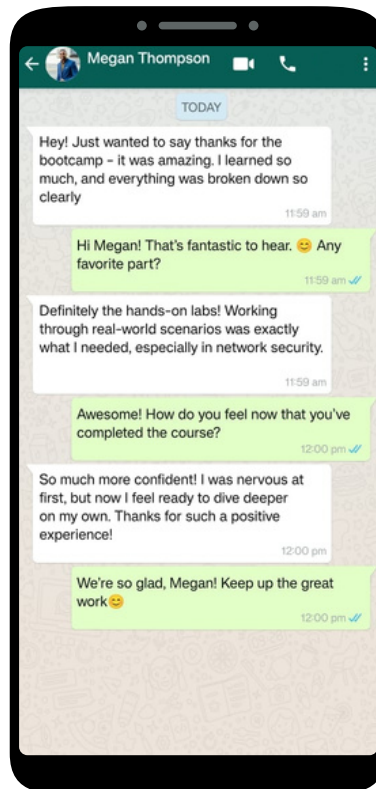 Megan Thompson
TODAY
Hey! Just wanted to say thanks for the
bootcamp – it was amazing. I learned so
much, and everything was broken down so
clearly
11:59 am
Hi Megan! That's fantastic to hear. 😊 Any
favorite part?
11:59 am
Definitely the hands-on labs! Working
through real-world scenarios was exactly
what I needed, especially in network security.
11:59 am
Awesome! How do you feel now that you've
completed the course?
12:00 pm
So much more confident! I was nervous at
first, but now I feel ready to dive deeper
on my own. Thanks for such a positive
experience!
12:00 pm
We're so glad, Megan! Keep up the great
work😊
12:00 pm